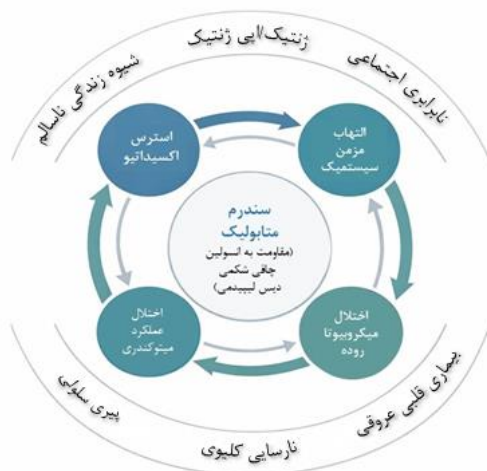 ژنتیک/اپی ژنتیک
نابرابری اجتماعی
شیوه زندگی ناسالم
التهاب
مزمن
سیستمیک
استرس
اکسیداتیو
سندرم
متابولیک
(مقاومت به انسولین
چاقی شکمی
دیس لیپیدمی)
اختلال
میکروبیوتا
روده
اختلال
عملکرد
میتوکندری
بیماری قلبی عروقی
نارسایی کلیوی
پیری سلولی